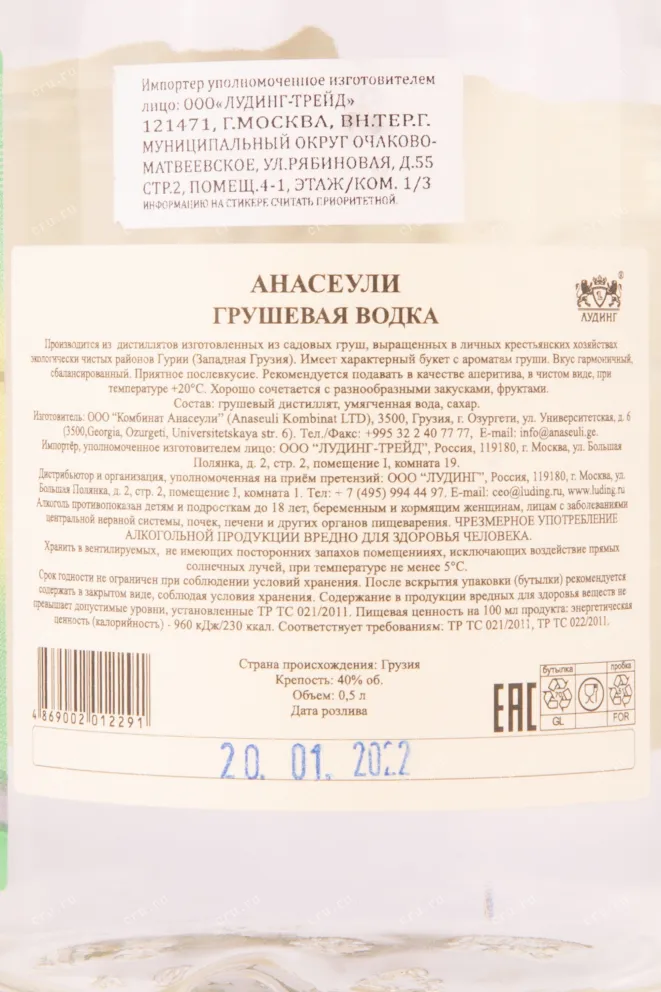 Импортер уполномоченное изготовителем
лицо: ООО«ЛУДИНГ-ТРЕЙД»
121471, Г.МОСКВА, ВН.ТЕР.Г.
МУНИЦИПАЛЬНЫЙ ОКРУГ ОЧАКОВО-
МАТВЕЕВСКОЕ, УЛ.РЯБИНОВАЯ, Д.55
СТР.2, ПОМЕЩ.4-1, ЭТАЖ/КОМ. 1/3
ИНФОРМАЦИЮ НА СТИКЕРЕ СЧИТАТЬ ПРИОРИТЕТНОЙ.
АНАСЕУЛИ
ГРУШЕВАЯ ВОДКА
®
ЛУДИНГ
Производится из дистиллятов изготовленных из садовых груш, выращенных в личных крестьянских хозяйствах
экологически чистых районов Гурии (Западная Грузия). Имеет характерный букет с ароматам груши. Вкус гармоничный,
сбалансированный. Приятное послевкусие. Рекомендуется подавать в качестве аперитива, в чистом виде, при
температуре +20°С. Хорошо сочетается с разнообразными закусками, фруктами.
Состав: грушевый дистиллят, умягченная вода, сахар.
Изготовитель: ООО "Комбинат Анасеули" (Anaseuli Kombinat LTD), 3500, Грузия, г. Озургети, ул. Университетская, д. 6
(3500,Georgia, Ozurgeti, Universitetskaya str. 6). Тел./Факс: +995 32 2 40 77 77, E-mail: info@anaseuli.ge.
Импортёр, уполномоченное изготовителем лицо: ООО "ЛУДИНГ-ТРЕЙД", Россия, 119180, г. Москва, ул. Большая
Полянка, д. 2, стр. 2, помещение I, комната 19.
Дистрибьютор и организация, уполномоченная на приём претензий: ООО "ЛУДИНГ", Россия, 119180, г. Москва, ул.
Большая Полянка, д. 2, стр. 2, помещение I, комната 1. Тел: + 7 (495) 994 44 97. E-mail: ceo@luding.ru, www.luding.ru
Алкоголь противопоказан детям и подросткам до 18 лет, беременным и кормящим женщинам, лицам с заболеваниями
центральной нервной системы, почек, печени и других органов пищеварения. ЧРЕЗМЕРНОЕ УПОТРЕБЛЕНИЕ
АЛКОГОЛЬНОЙ ПРОДУКЦИИ ВРЕДНО ДЛЯ ЗДОРОВЬЯ ЧЕЛОВЕКА.
Хранить в вентилируемых, не имеющих посторонних запахов помещенииях, исключающих воздействие прямых
солнечных лучей, при температуре не менее 5°С.
Срок годности не ограничен при соблюдении условий хранения. После вскрытия упаковки (бутылки) рекомендуется
содержать в закрытом виде, соблюдая условия хранения. Содержание в продукции вредных для здоровья веществ не
превышает допустимые уровни, установленные ТР ТС 021/2011. Пищевая ценность на 100 мл продукта: энергетическая
ценность (калорийность) - 960 кДж/230 ккал. Соответствует требованиям: ТР ТС 021/2011, ТР ТС 022/2011.
Страна происхождения: Грузия
Крепость: 40% об.
Объем: 0,5 л
Дата розлива
4 869002 012291
EAC
бутылка
пробка
GL
FOR
20. 01. 2022
cru.ru